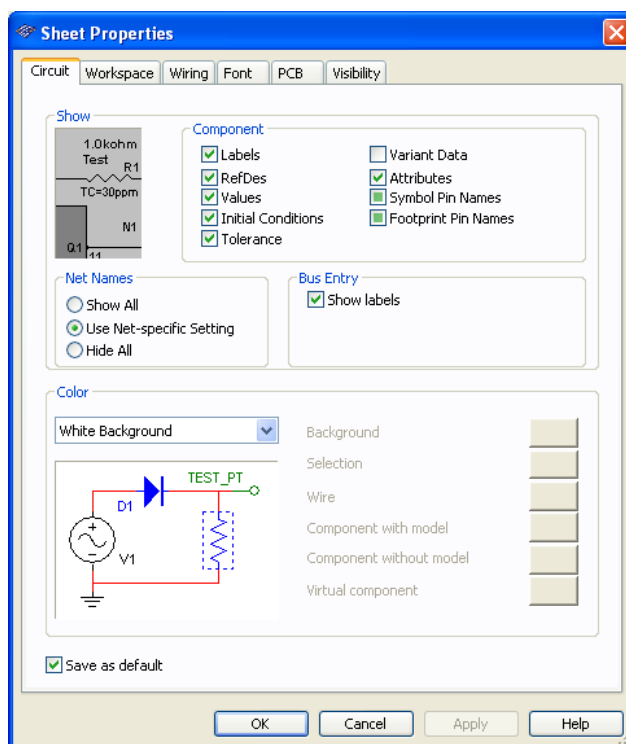 Sheet Properties
Circuit Workspace Wiring Font PCB Visibility
Show
1.0kohm
Test
R1
TC=30ppm
N1
Q1
11
Component
Labels
RefDes
Values
Initial Conditions
Tolerance
Variant Data
Attributes
Symbol Pin Names
Footprint Pin Names
Net Names
Show All
Use Net-specific Setting
Hide All
Bus Entry
Show labels
Color
White Background
TEST_PT
D1
V1
Background
Selection
Wire
Component with model
Component without model
Virtual component
Save as default
OK Cancel Apply Help